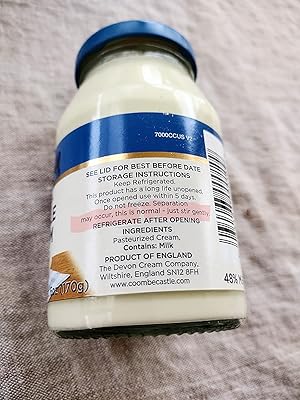 7000CCUS V2
SEE LID FOR BEST BEFORE DATE
STORAGE INSTRUCTIONS
Keep Refrigerated.
This product has a long life unopened.
Once opened use within 5 days.
Do not freeze. Separation
may occur, this is normal - just stir gently.
REFRIGERATE AFTER OPENING
INGREDIENTS
Pasteurized Cream.
Contains: Milk
PRODUCT OF ENGLAND
The Devon Cream Company,
Wiltshire, England SN12 8FH
www.coombecastle.com
(170g)
48%